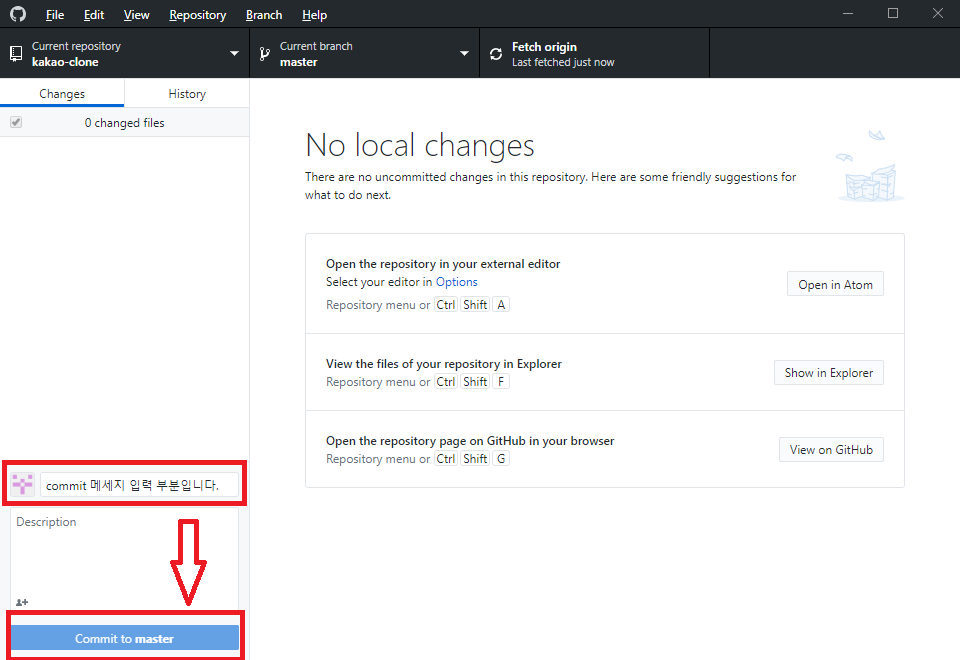 File Edit View Repository Branch Help
Current repository
kakao-clone
Current branch
master
Fetch origin
Last fetched just now
Changes
History
0 changed files
No local changes
There are no uncommitted changes in this repository. Here are some friendly suggestions for
what to do next.
Open the repository in your external editor
Select your editor in Options
Repository menu or Ctrl Shift A
Open in Atom
View the files of your repository in Explorer
Repository menu or Ctrl Shift F
Show in Explorer
Open the repository page on GitHub in your browser
Repository menu or Ctrl Shift G
View on GitHub
commit 메세지 입력 부분입니다.
Description
Commit to master